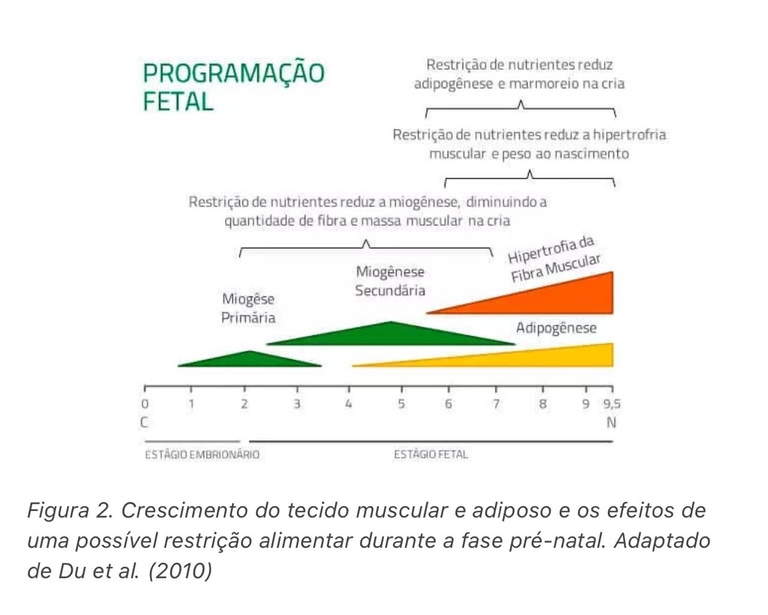 PROGRAMAÇÃO
FETAL
Restrição de nutrientes reduz
adipogênese e marmoreio na cria
Restrição de nutrientes reduz a hipertrofria
muscular e peso ao nascimento
Restrição de nutrientes reduz a miogênese, diminuindo a
quantidade de fibra e massa muscular na cria
Hipertrofia da
Fibra Muscular
Miogênese
Secundária
Miogêse
Primária
Adipogênese
0 1 2 3 4 5 6 7 8 9 9,5
C N
ESTÁGIO EMBRIONÁRIO ESTÁGIO FETAL
Figura 2. Crescimento do tecido muscular e adiposo e os efeitos de
uma possível restrição alimentar durante a fase pré-natal. Adaptado
de Du et al. (2010)